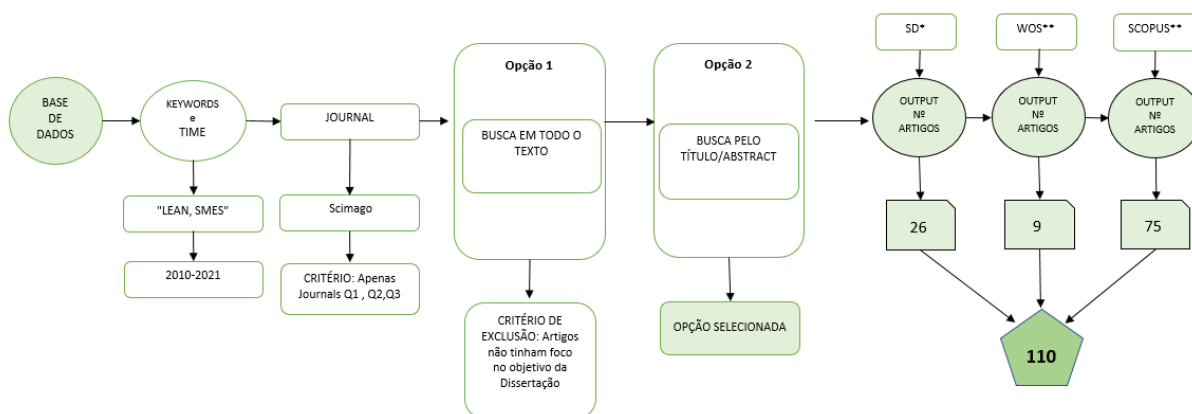 BASE
DE
DADOS
KEYWORDS
e
TIME
"LEAN, SMES"
2010-2021
JOURNAL
Scimago
CRITÉRIO: Apenas
Journals Q1 , Q2,Q3
Opção 1
BUSCA EM TODO O
TEXTO
CRITÉRIO DE
EXCLUSÃO: Artigos
não tinham foco
no objetivo da
Dissertação
Opção 2
BUSCA PELO
TÍTULO/ABSTRACT
OPÇÃO SELECIONADA
SD*
OUTPUT
Nº
ARTIGOS
26
WOS**
OUTPUT
Nº
ARTIGOS
9
SCOPUS**
OUTPUT
Nº
ARTIGOS
75
110